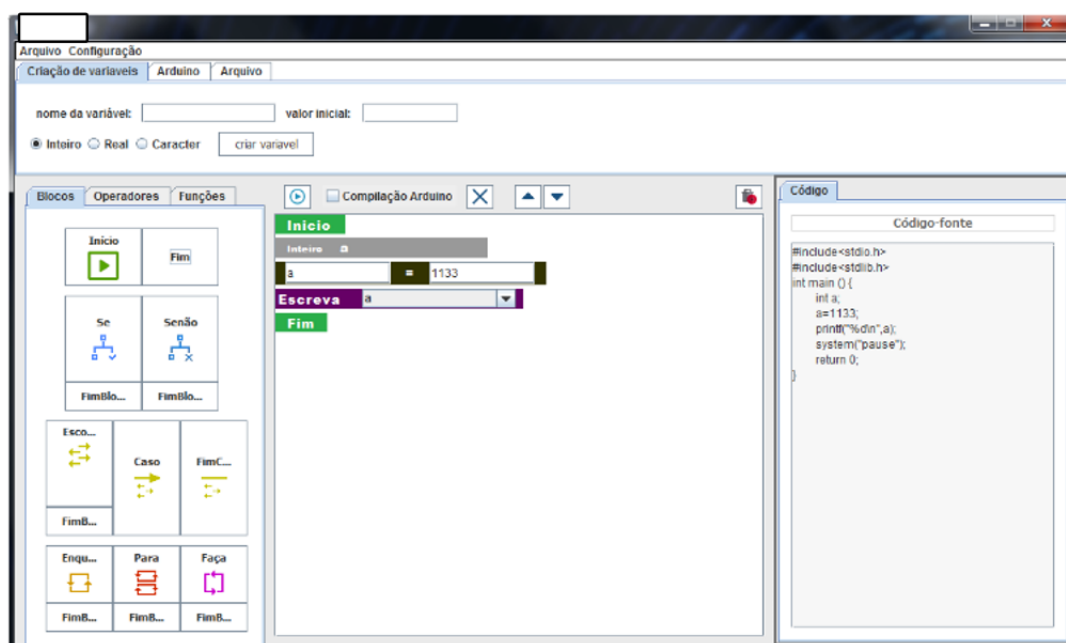 Arquivo Configuração
Criação de variaveis Arduino Arquivo
nome da variável: valor inicial:
Inteiro Real Caracter criar variavel
Blocos Operadores Funções
Início
Fim
Se Senão
FimBlo... FimBlo...
Esco...
Caso FimC...
FimB...
Enqu... Para Faça
FimB... FimB... FimB...
Compilação Arduino
Inicio
Inteiro a
a = 1133
Escreva a
Fim
Código
Código-fonte
#include<stdio.h>
#include<stdlib.h>
int main () {
int a;
a=1133;
printf("%d\n",a);
system("pause");
return 0;
}